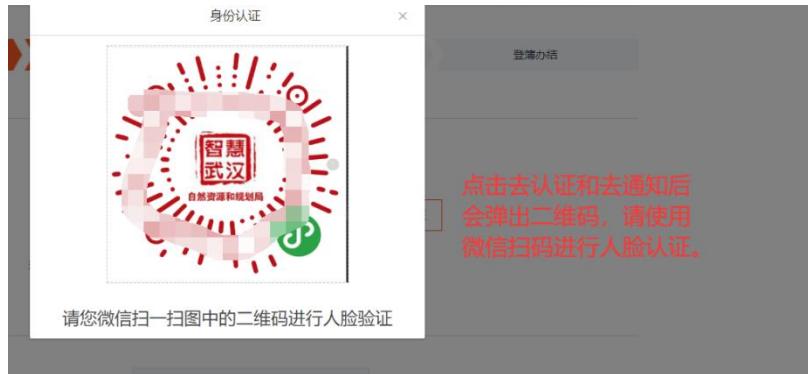 身份认证
×
登簿办结
智慧
武汉
自然资源和规划局
点击去认证和去通知后
会弹出二维码，请使用
微信扫码进行人脸认证。
请您微信扫一扫图中的二维码进行人脸验证